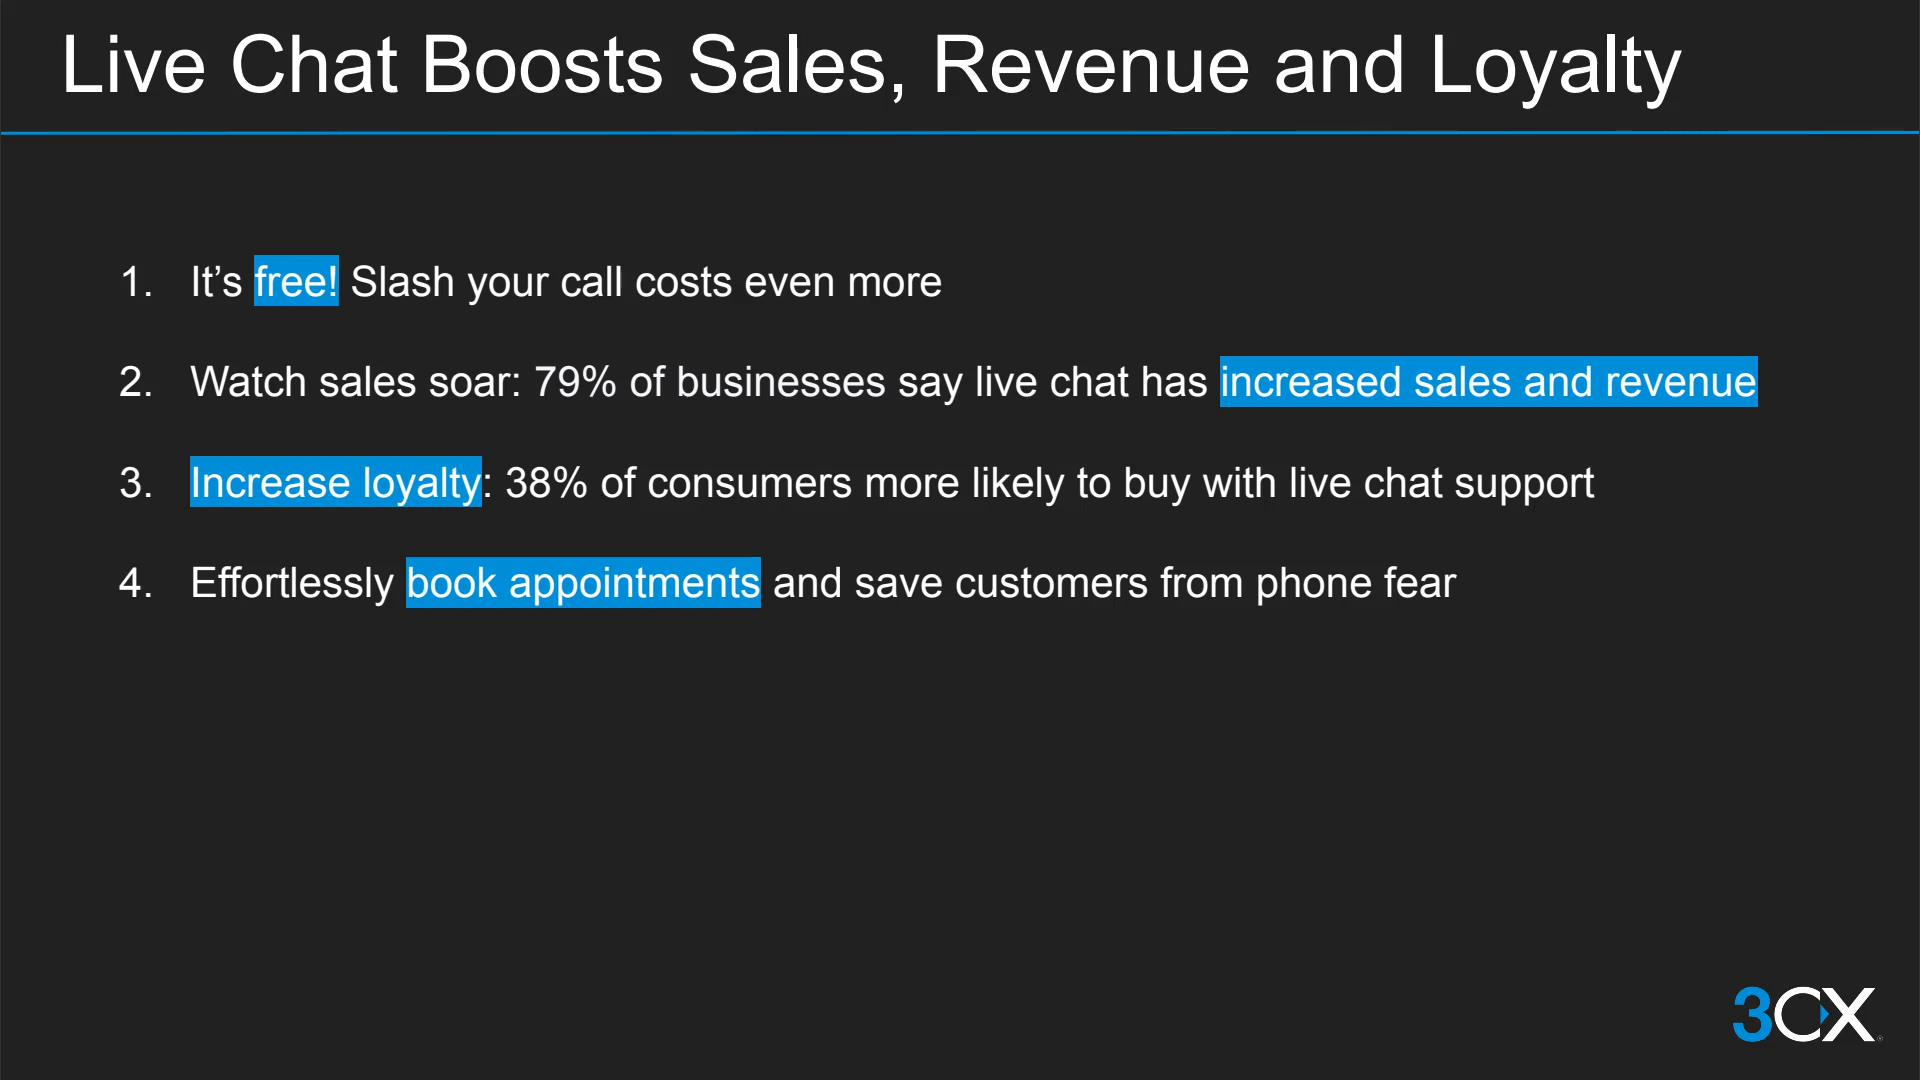 Live Chat Boosts Sales, Revenue and Loyalty
1. It’s free! Slash your call costs even more
2. Watch sales soar: 79% of businesses say live chat has increased sales and revenue
3. Increase loyalty: 38% of consumers more likely to buy with live chat support
4. Effortlessly book appointments and save customers from phone fear
3CX®